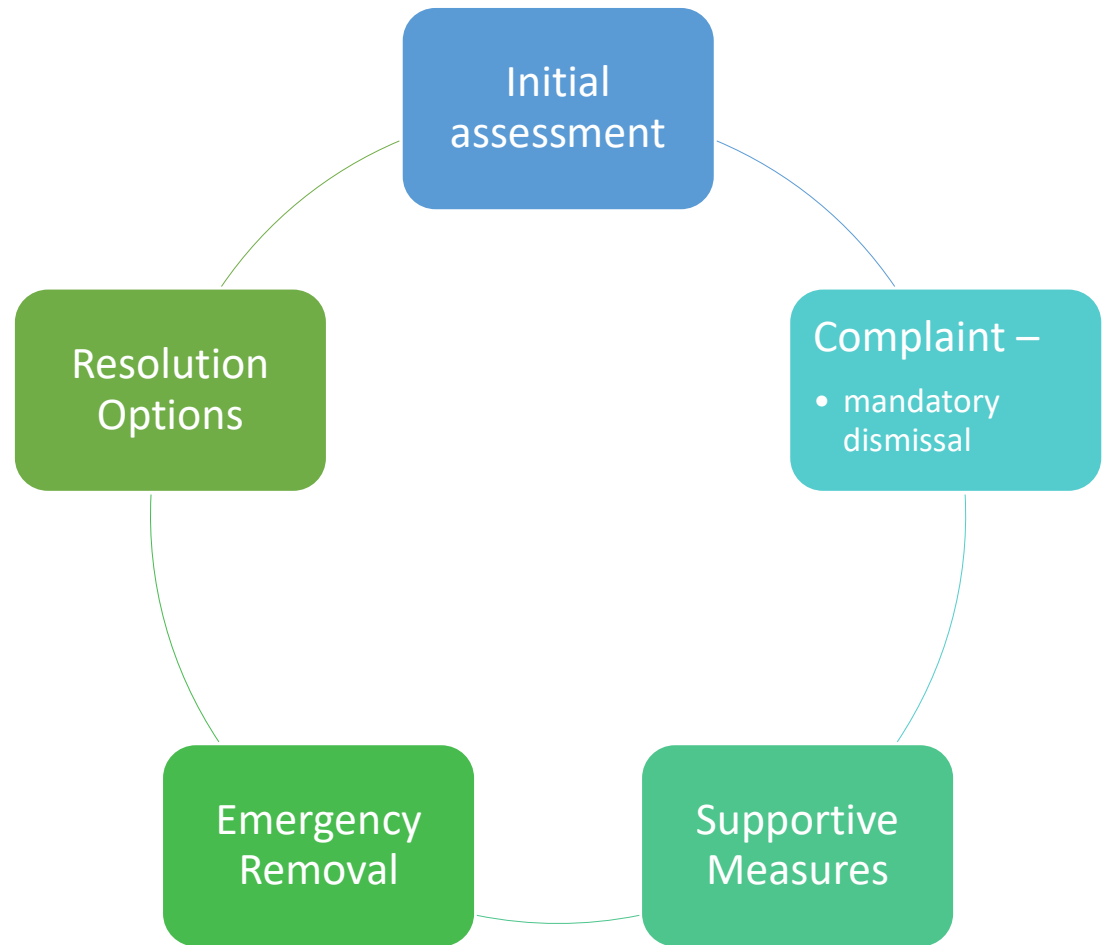 Initial
assessment
Complaint –
• mandatory
dismissal
Supportive
Measures
Emergency
Removal
Resolution
Options